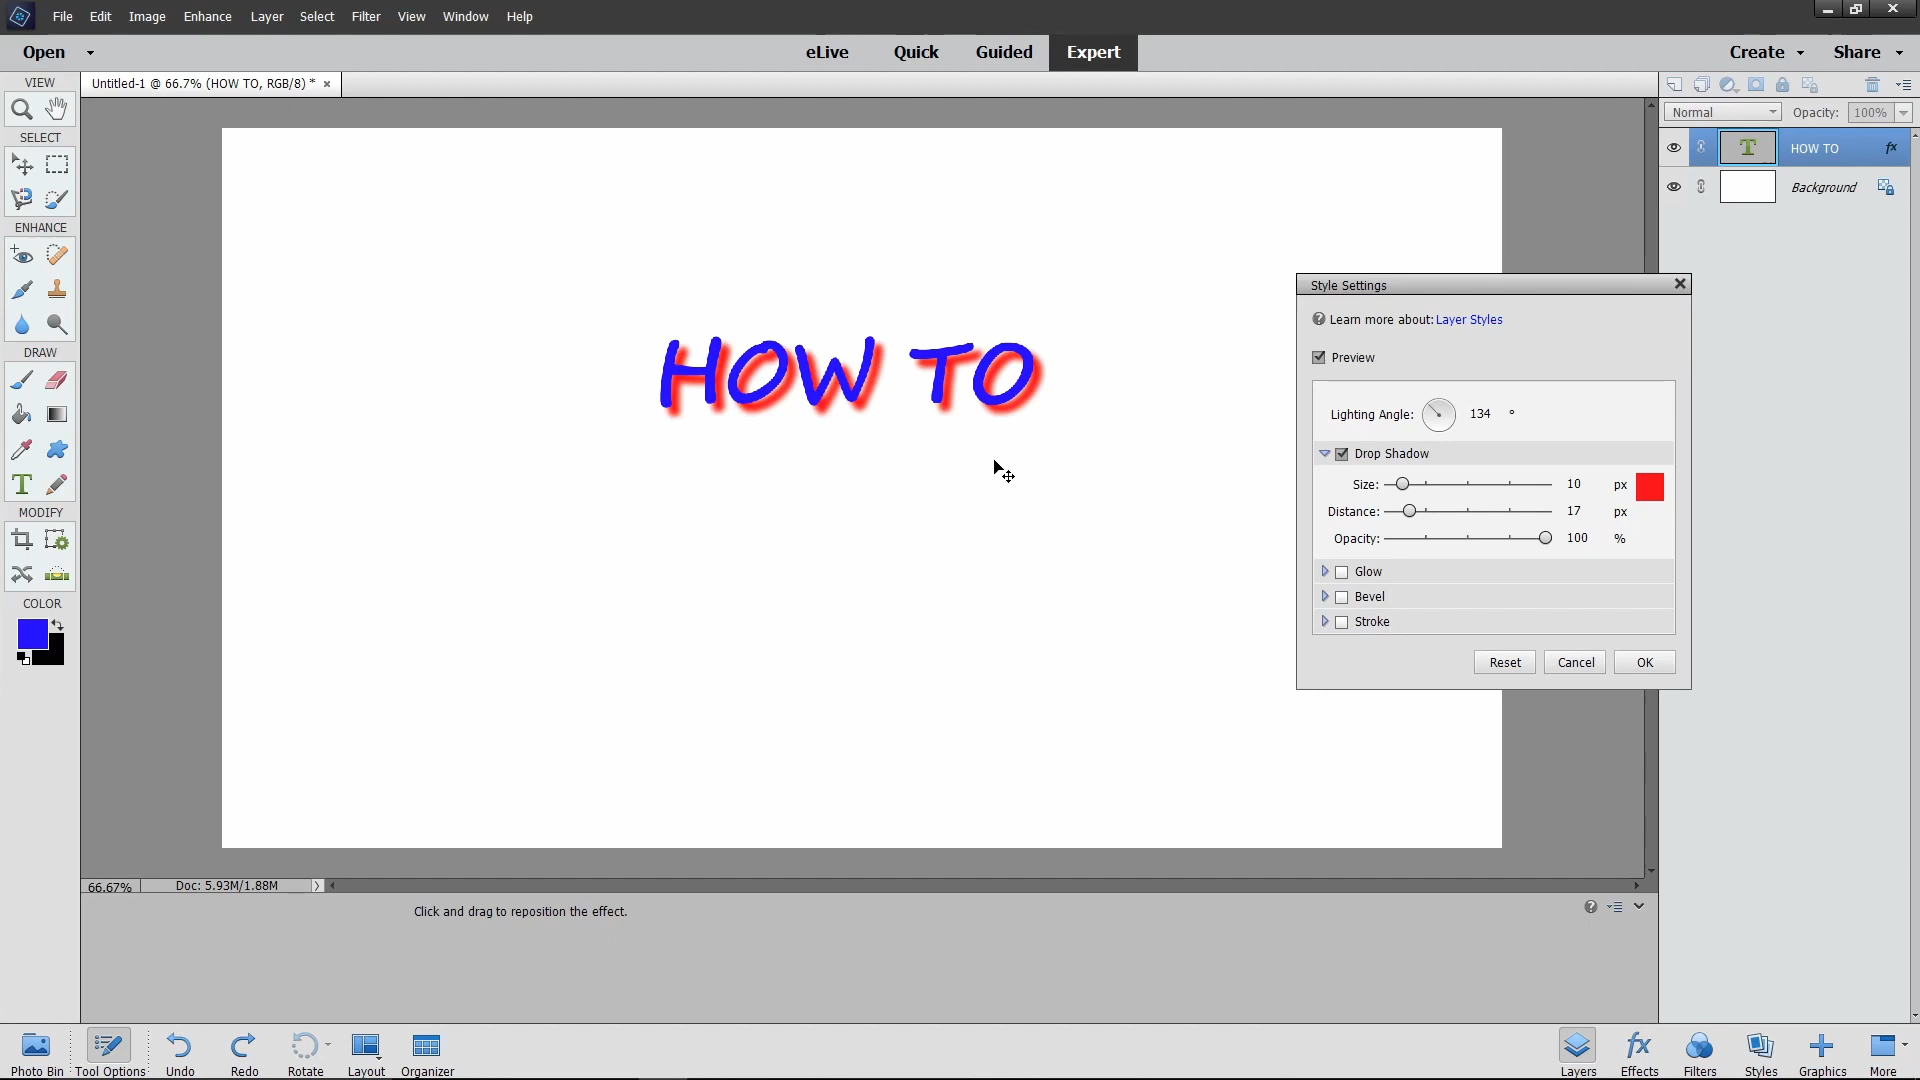 File Edit Image Enhance Layer Select Filter View Window Help
Open eLive Quick Guided Expert Create Share
VIEW
Untitled-1 @ 66.7% (HOW TO, RGB/8) * ×
Normal Opacity: 100%
SELECT
HOW TO fx
Background
ENHANCE
Style Settings
Learn more about: Layer Styles
Preview
HOW TO
DRAW
Lighting Angle: 134 °
Drop Shadow
Size: 10 px
Distance: 17 px
Opacity: 100 %
T
MODIFY
Glow
Bevel
Stroke
COLOR
Reset Cancel OK
66.67% Doc: 5.93M/1.88M
Click and drag to reposition the effect.
Photo Bin Tool Options Undo Redo Rotate Layout Organizer Layers Effects Filters Styles Graphics More